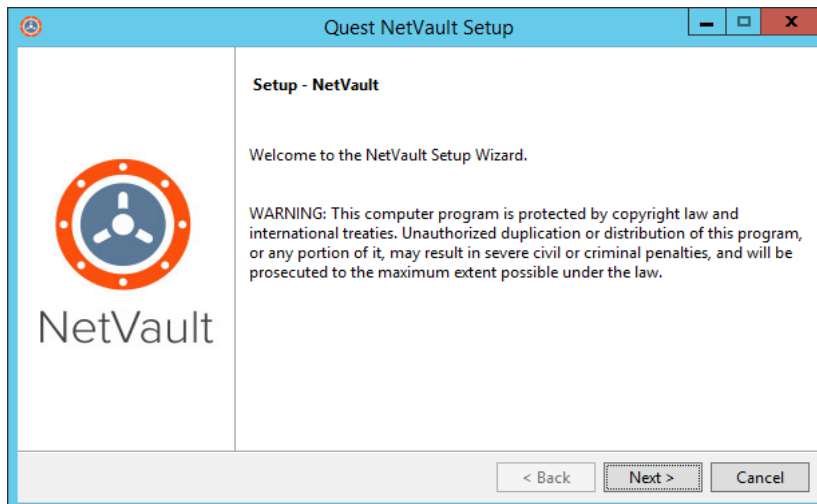 Quest NetVault Setup
Setup - NetVault
Welcome to the NetVault Setup Wizard.
WARNING: This computer program is protected by copyright law and
international treaties. Unauthorized duplication or distribution of this program,
or any portion of it, may result in severe civil or criminal penalties, and will be
prosecuted to the maximum extent possible under the law.
NetVault
< Back Next > Cancel